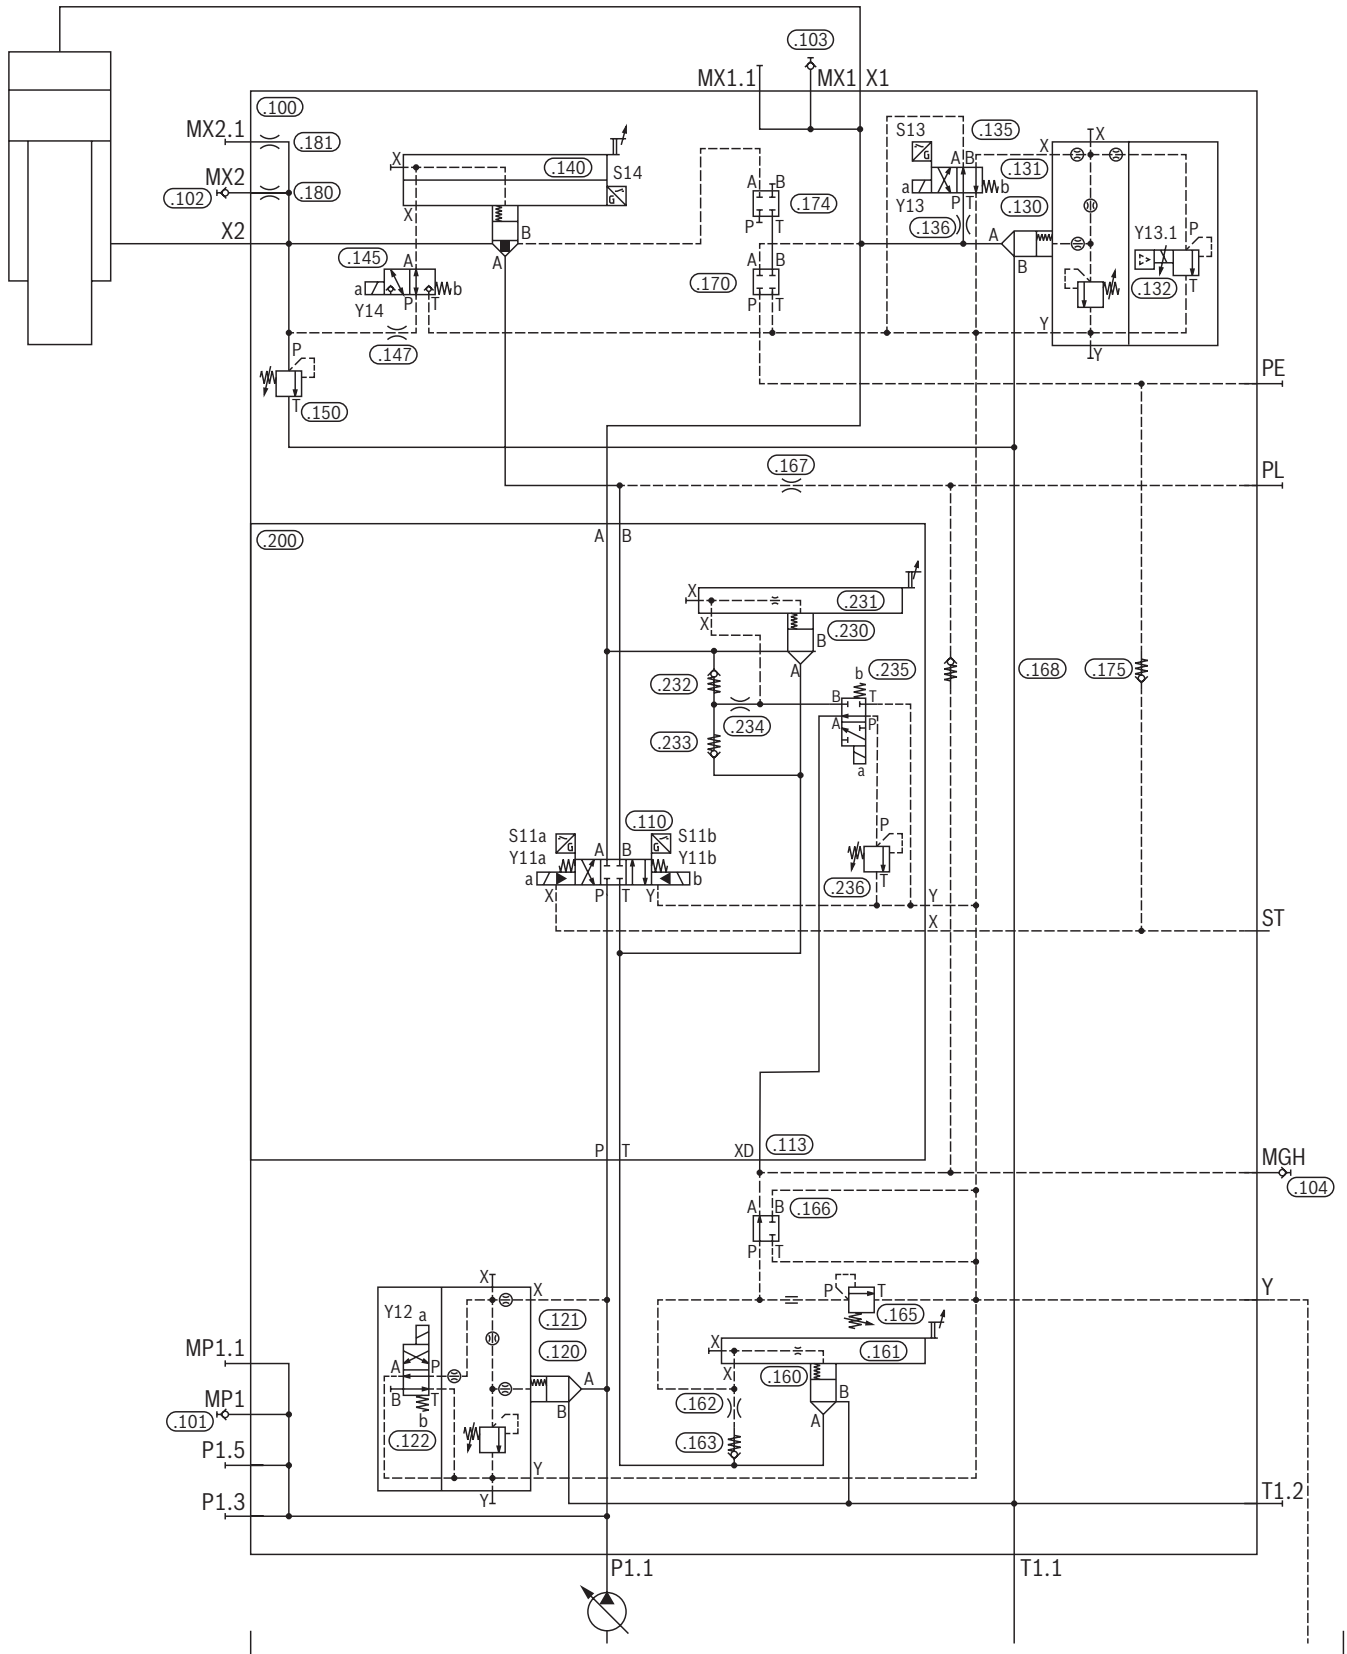 .103
MX1.1
MX1
X1
.100
MX2.1
.181
S13
.135
X
X
A
B
.131
G
X
.140
S14
G
a
b
Y13
P
T
.130
.136
MX2
.102
.180
A
B
.174
P
T
X
X2
B
A
A
B
Y13.1
P
.132
T
.145
A
a
b
Y14
P
T
.170
A
B
P
T
Y
Y
.147
P
T
.150
PE
.167
PL
.200
A
B
X
.231
X
.230
B
A
.235
b
B
T
A
P
a
.232
.234
.233
.168
.175
S11a
G
Y11a
.110
S11b
G
Y11b
A
B
a
b
X
P
T
Y
P
T
.236
Y
X
ST
P
T
XD
.113
MGH
.104
A
B
.166
P
T
X
X
P
T
.165
Y
Y12
a
A
P
B
T
b
.122
.121
.120
A
B
Y
Y
X
.161
X
.160
B
A
.162
.163
MP1.1
MP1
.101
P1.5
P1.3
T1.2
P1.1
T1.1